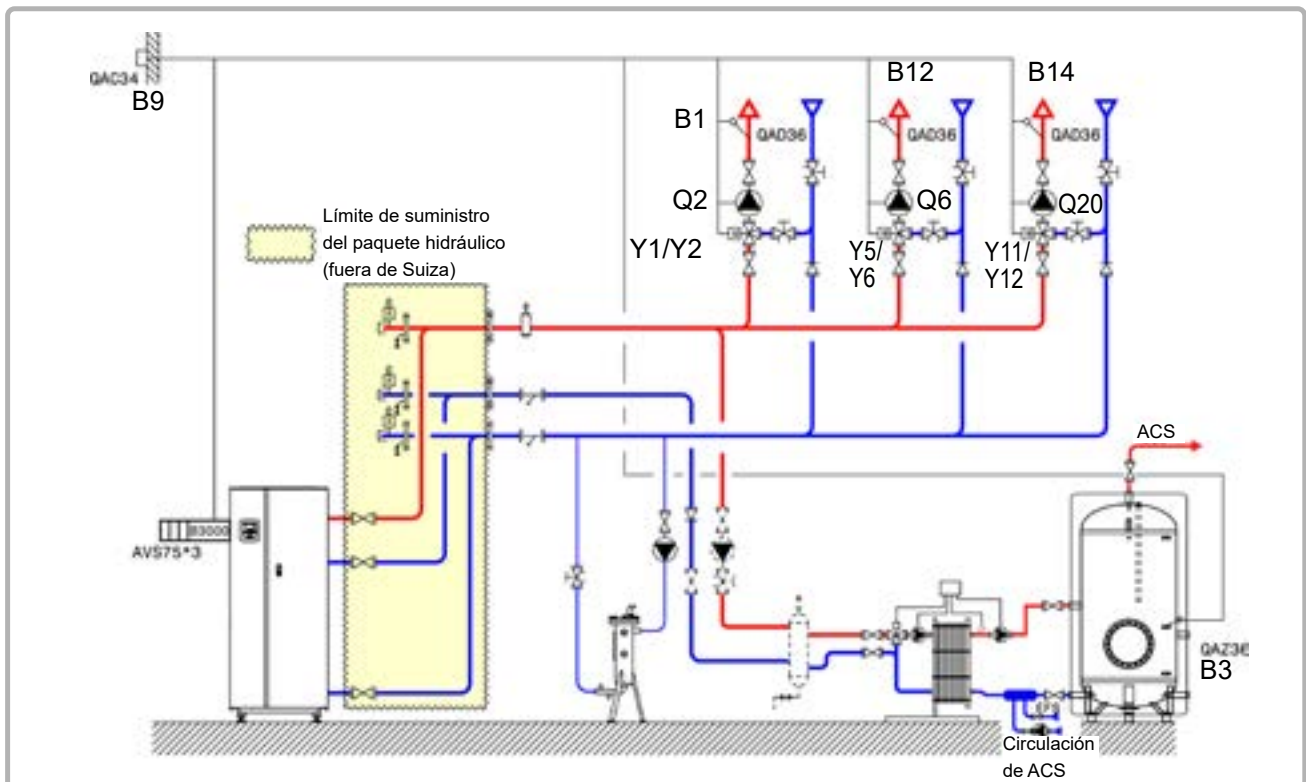 QAC34
B9
B12
B14
B1
QAD36
QAD36
QAD36
Q2
Q6
Q20
Límite de suministro
del paquete hidráulico
(fuera de Suiza)
Y1/Y2
Y5/
Y6
Y11/
Y12
ACS
B3000
AVS75*3
QAZ36
B3
Circulación
de ACS